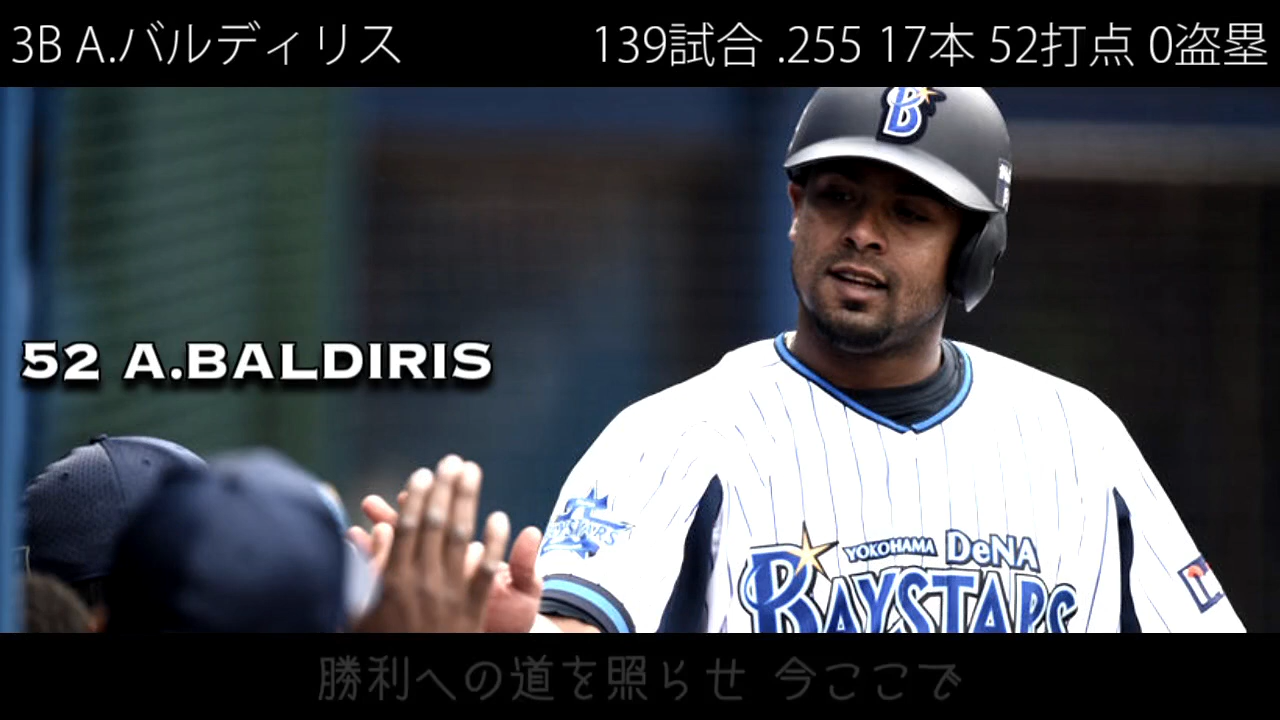 3B A.バルディリス
139試合 .255 17本 52打点 0盗塁
52 A.BALDIRIS
BAYSTARS
YOKOHAMA DeNA
BAYSTARS
勝利への道を照らせ 今ここで